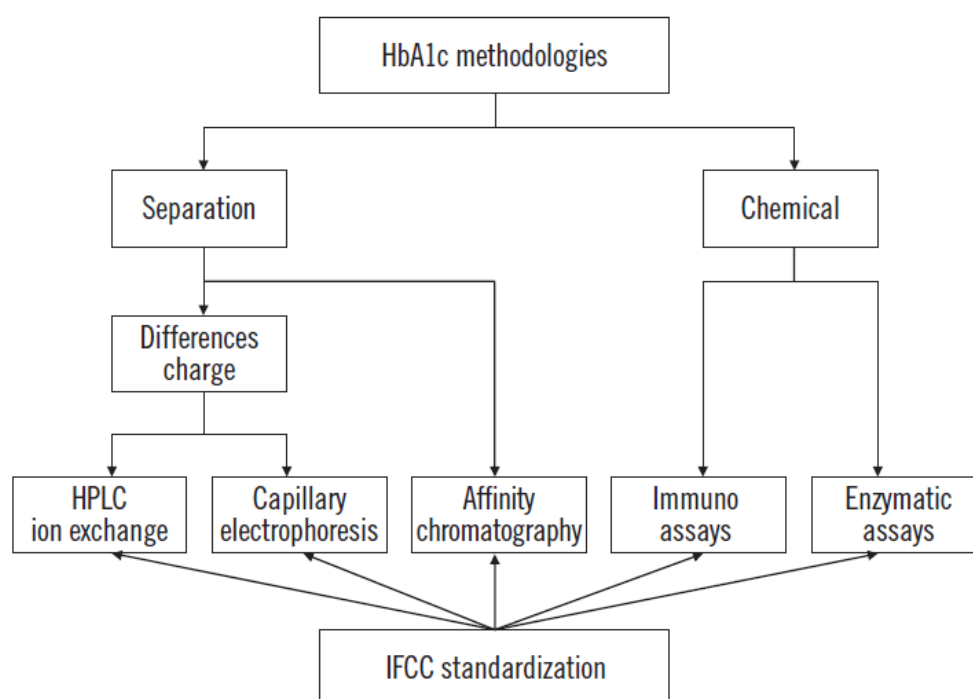 HbA1c methodologies
Separation
Chemical
Differences
charge
HPLC
ion exchange
Capillary
electrophoresis
Affinity
chromatography
Immuno
assays
Enzymatic
assays
IFCC standardization